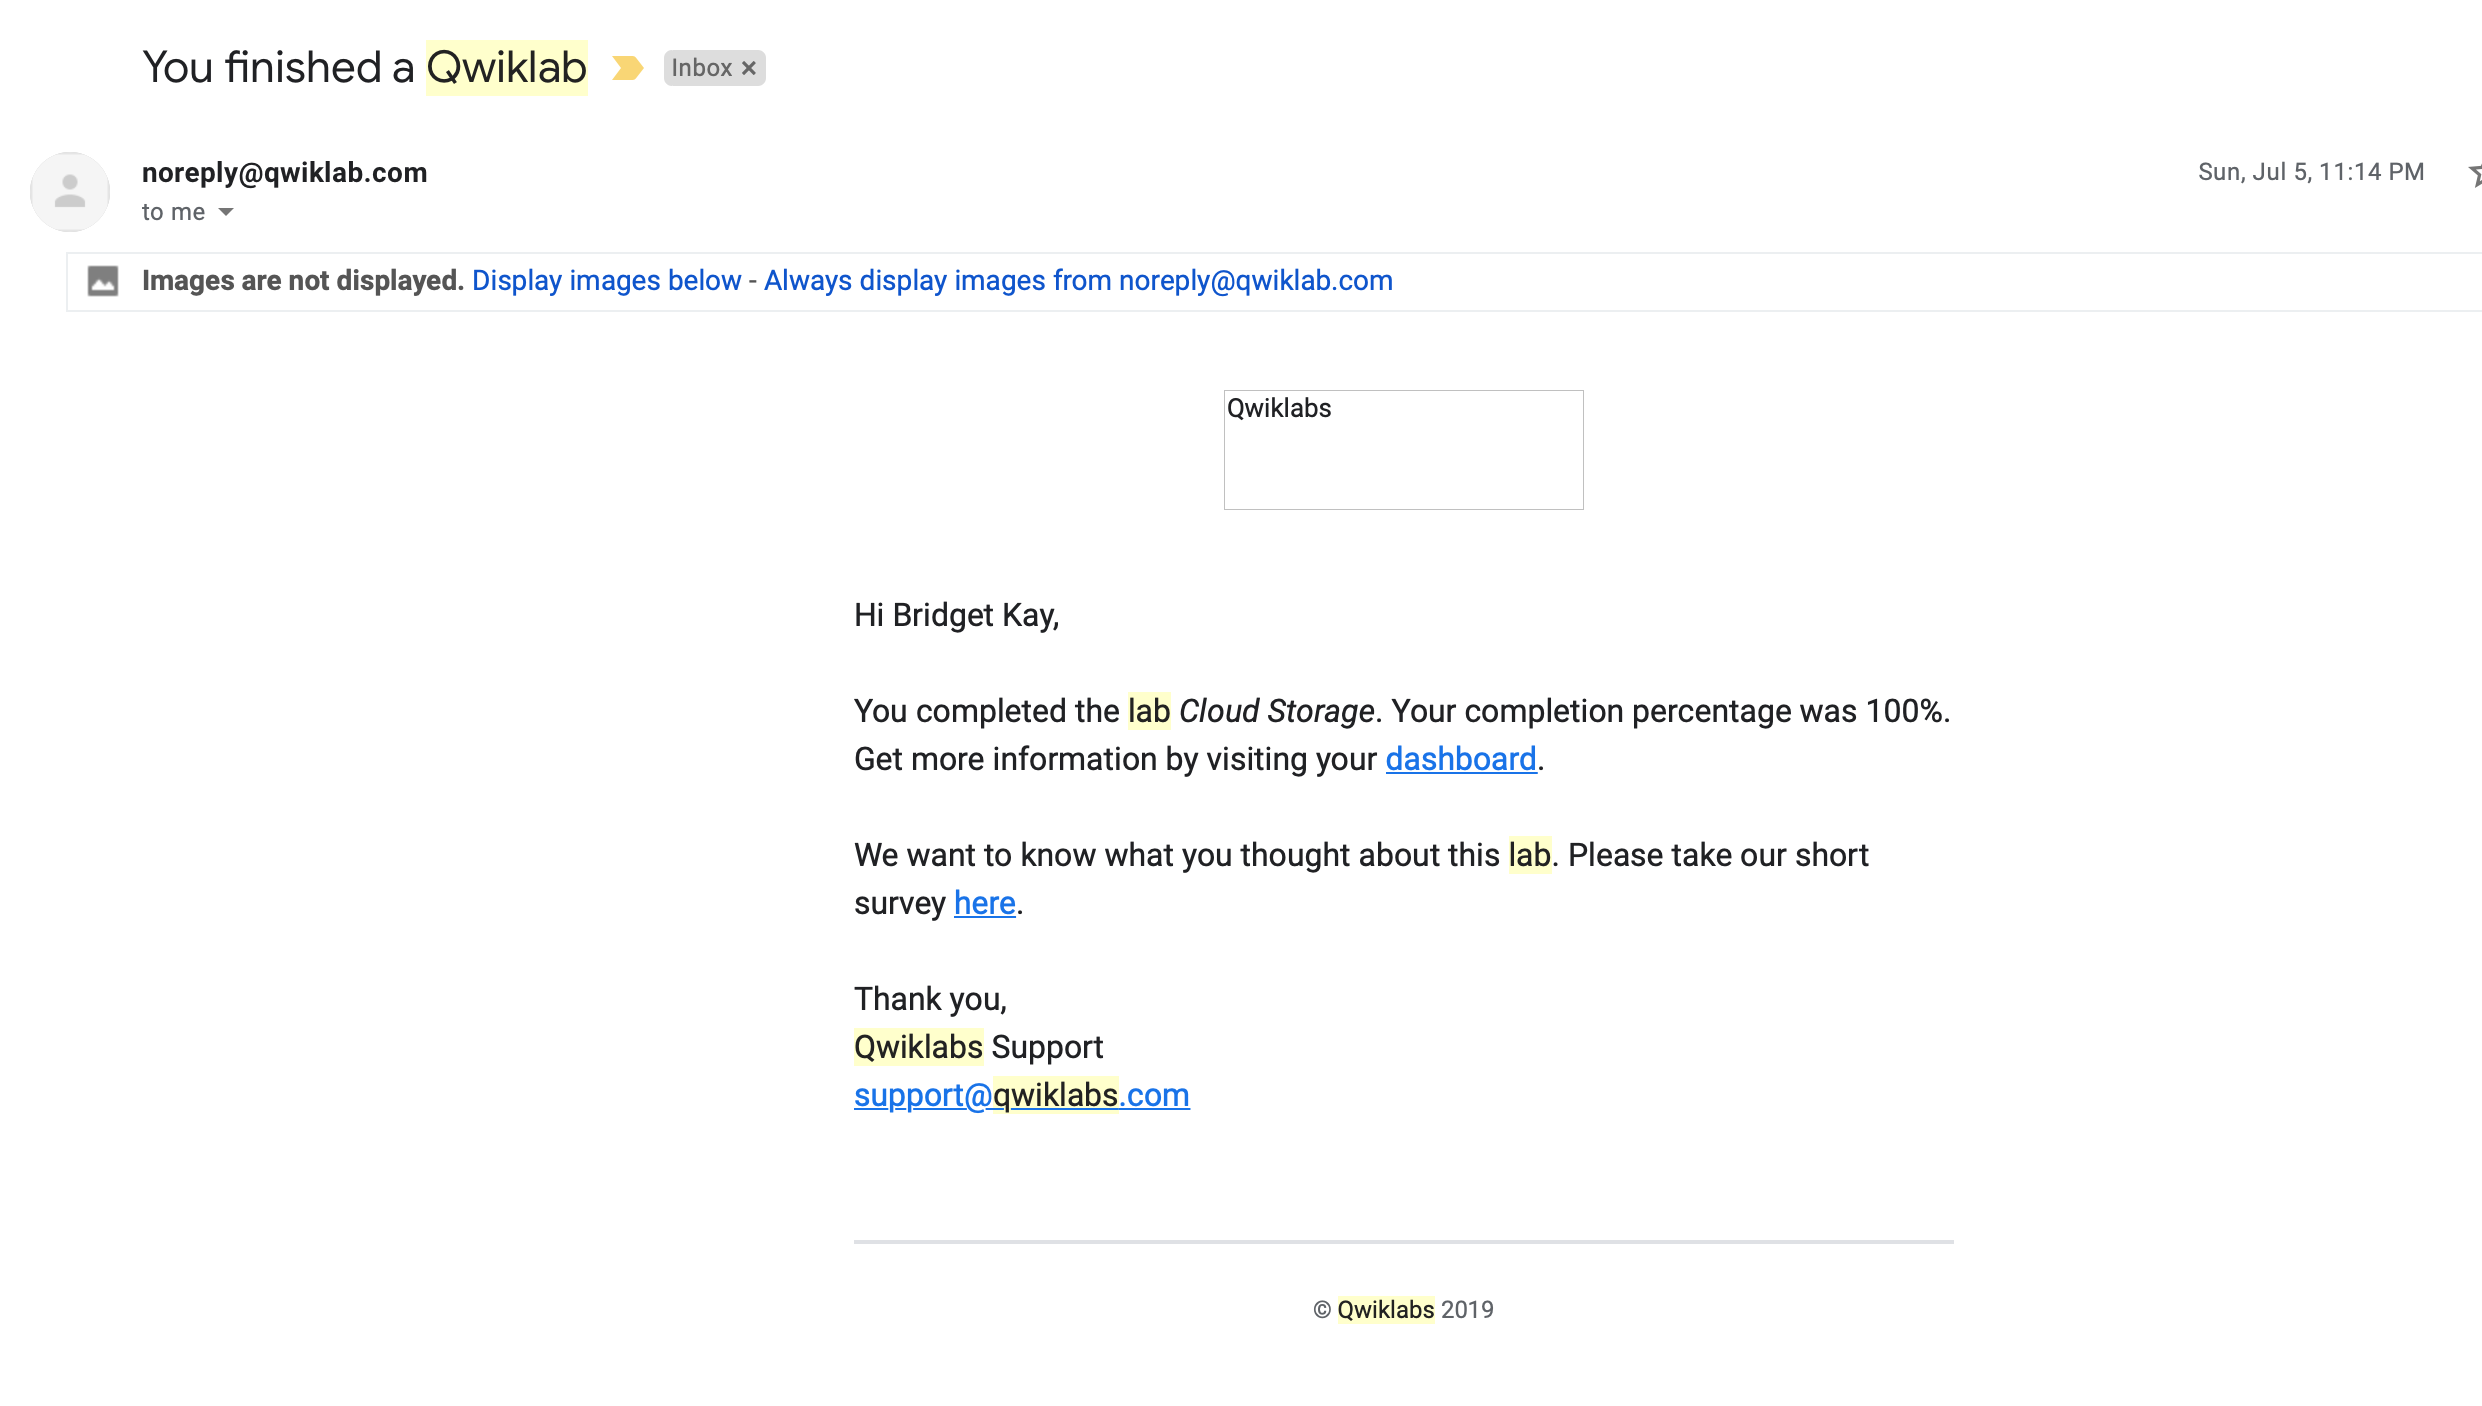 You finished a Qwiklab Inbox ×
noreply@qwiklab.com Sun, Jul 5, 11:14 PM
to me
Images are not displayed. Display images below - Always display images from noreply@qwiklab.com
Qwiklabs
Hi Bridget Kay,
You completed the lab Cloud Storage. Your completion percentage was 100%.
Get more information by visiting your dashboard.
We want to know what you thought about this lab. Please take our short
survey here.
Thank you,
Qwiklabs Support
support@qwiklabs.com
© Qwiklabs 2019